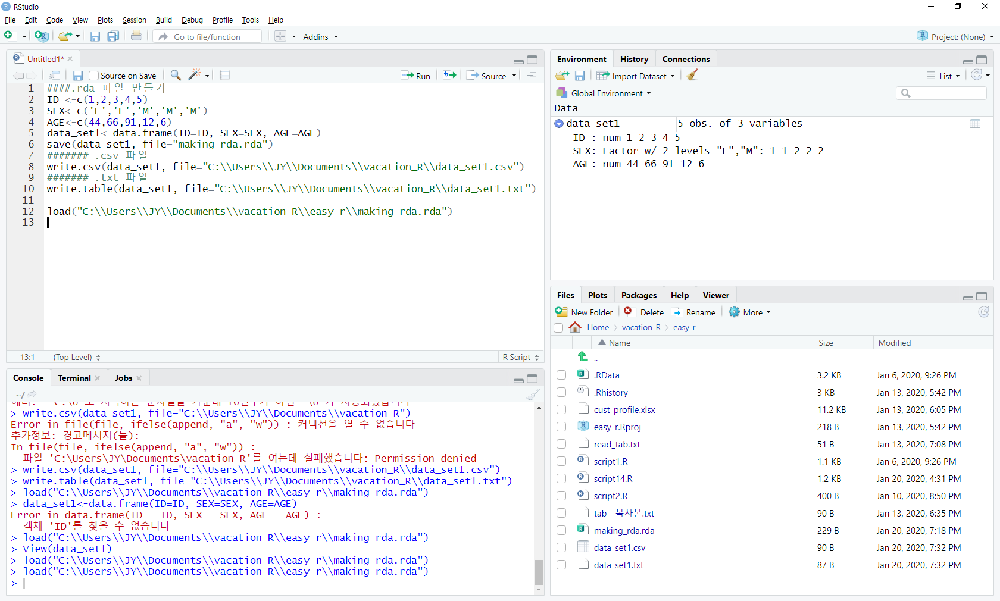 RStudio
File Edit Code View Plots Session Build Debug Profile Tools Help
Go to file/function Addins Project: (None)
Untitled1*
Source on Save Run Source
1 ####.rda 파일 만들기
2 ID <-c(1,2,3,4,5)
3 SEX<-c('F','F','M','M','M')
4 AGE<-c(44,66,91,12,6)
5 data_set1<-data.frame(ID=ID, SEX=SEX, AGE=AGE)
6 save(data_set1, file="making_rda.rda")
7 ####### .csv 파일
8 write.csv(data_set1, file="C:\\Users\\JY\\Documents\\vacation_R\\data_set1.csv")
9 ####### .txt 파일
10 write.table(data_set1, file="C:\\Users\\JY\\Documents\\vacation_R\\data_set1.txt")
11
12 load("C:\\Users\\JY\\Documents\\vacation_R\\easy_r\\making_rda.rda")
13
13:1 (Top Level) R Script
Console Terminal Jobs
~/
> write.csv(data_set1, file="C:\\Users\\JY\\Documents\\vacation_R")
Error in file(file, ifelse(append, "a", "w")) : 커넥션을 열 수 없습니다
추가정보: 경고메시지(들):
In file(file, ifelse(append, "a", "w")) :
파일 'C:\Users\JY\Documents\vacation_R'를 여는데 실패했습니다: Permission denied
> write.csv(data_set1, file="C:\\Users\\JY\\Documents\\vacation_R\\data_set1.csv")
> write.table(data_set1, file="C:\\Users\\JY\\Documents\\vacation_R\\data_set1.txt")
> load("C:\\Users\\JY\\Documents\\vacation_R\\easy_r\\making_rda.rda")
> data_set1<-data.frame(ID=ID, SEX=SEX, AGE=AGE)
Error in data.frame(ID = ID, SEX = SEX, AGE = AGE) :
객체 'ID'를 찾을 수 없습니다
> load("C:\\Users\\JY\\Documents\\vacation_R\\easy_r\\making_rda.rda")
> View(data_set1)
> load("C:\\Users\\JY\\Documents\\vacation_R\\easy_r\\making_rda.rda")
> load("C:\\Users\\JY\\Documents\\vacation_R\\easy_r\\making_rda.rda")
>
Environment History Connections
Import Dataset List
Global Environment
Data
data_set1 5 obs. of 3 variables
ID : num 1 2 3 4 5
SEX: Factor w/ 2 levels "F","M": 1 1 2 2 2
AGE: num 44 66 91 12 6
Files Plots Packages Help Viewer
New Folder Delete Rename More
Home vacation_R easy_r ...
Name Size Modified
..
.RData 3.2 KB Jan 6, 2020, 9:26 PM
.Rhistory 3 KB Jan 13, 2020, 5:42 PM
cust_profile.xlsx 11.2 KB Jan 13, 2020, 6:05 PM
easy_r.Rproj 218 B Jan 13, 2020, 5:42 PM
read_tab.txt 51 B Jan 13, 2020, 7:08 PM
script1.R 1.1 KB Jan 6, 2020, 9:26 PM
script14.R 1.2 KB Jan 20, 2020, 4:31 PM
script2.R 400 B Jan 10, 2020, 8:50 PM
tab - 복사본.txt 90 B Jan 13, 2020, 6:35 PM
making_rda.rda 229 B Jan 20, 2020, 7:18 PM
data_set1.csv 90 B Jan 20, 2020, 7:32 PM
data_set1.txt 87 B Jan 20, 2020, 7:32 PM